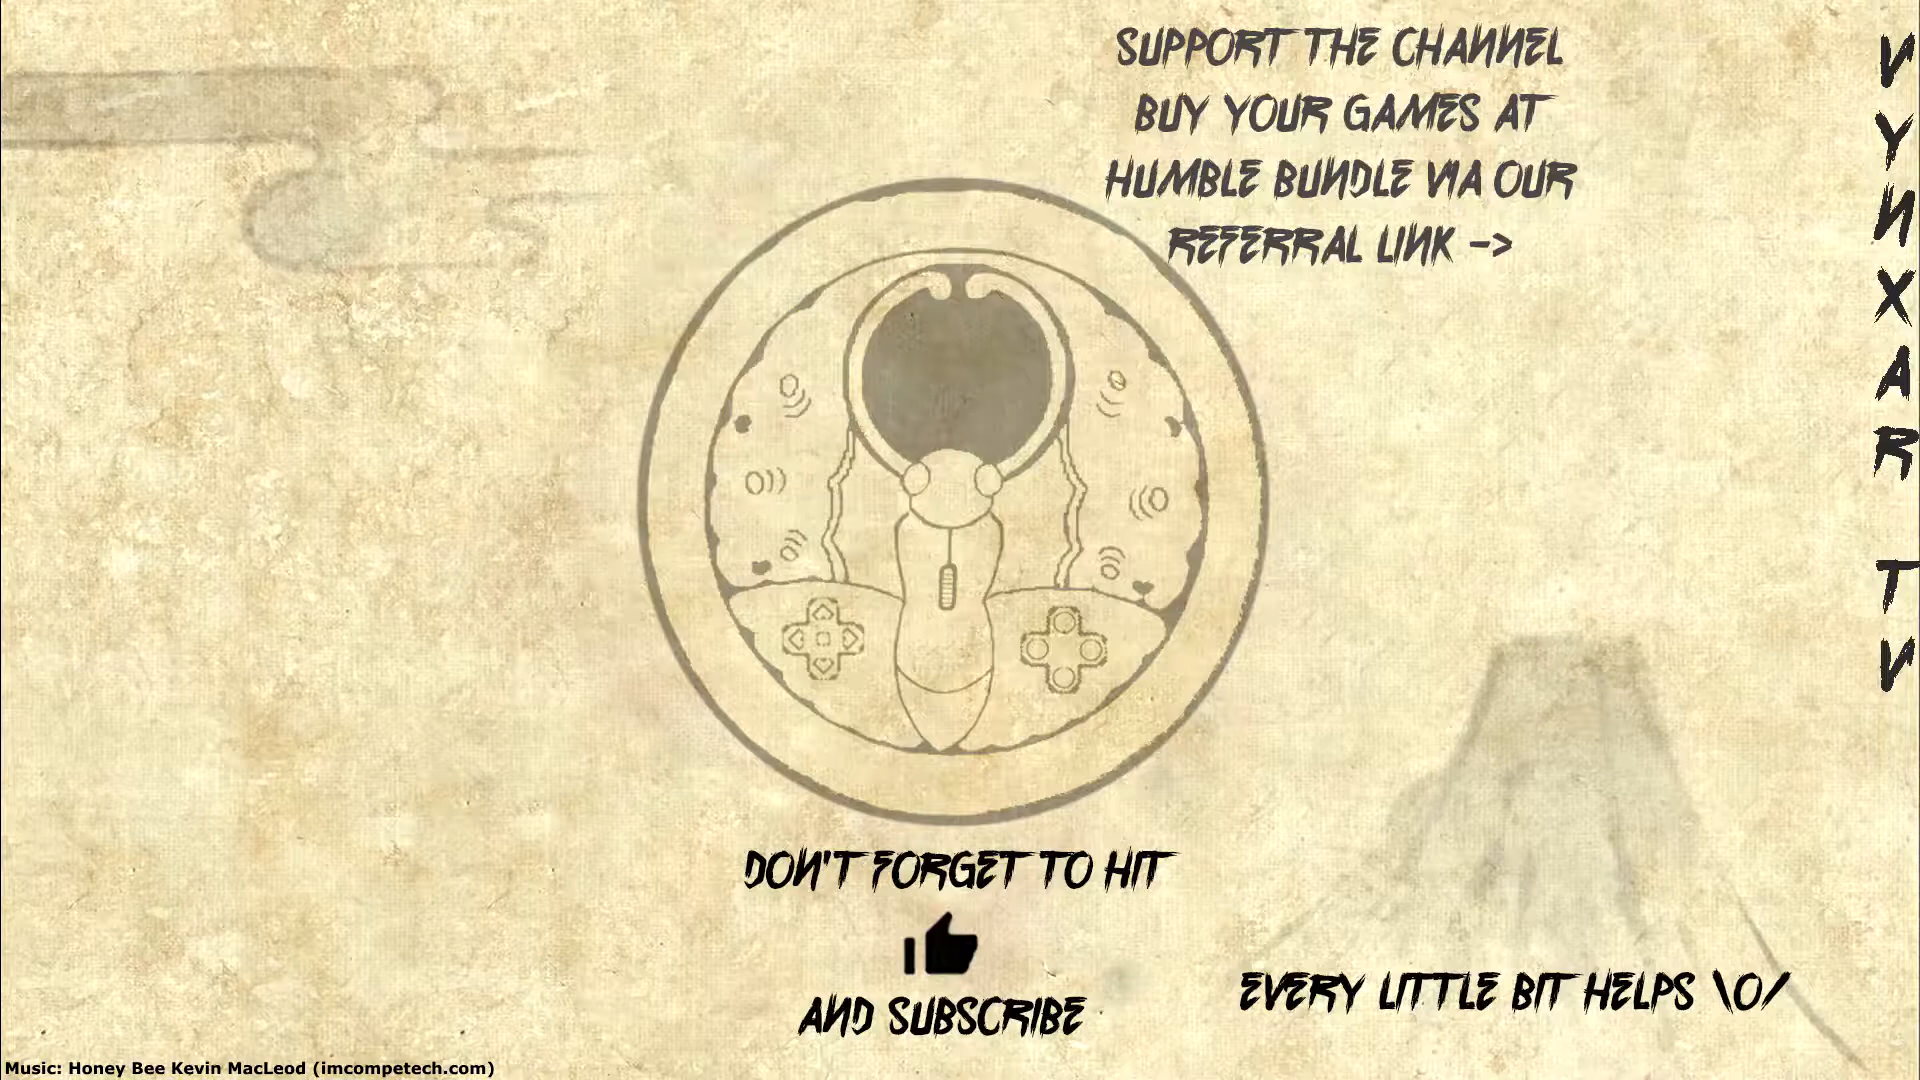 SUPPORT THE CHANNEL
BUY YOUR GAMES AT
HUMBLE BUNDLE VIA OUR
REFERRAL LINK ->
VYNXAR TV
DON'T FORGET TO HIT
AND SUBSCRIBE
EVERY LITTLE BIT HELPS \O/
Music: Honey Bee Kevin MacLeod (imcompetech.com)